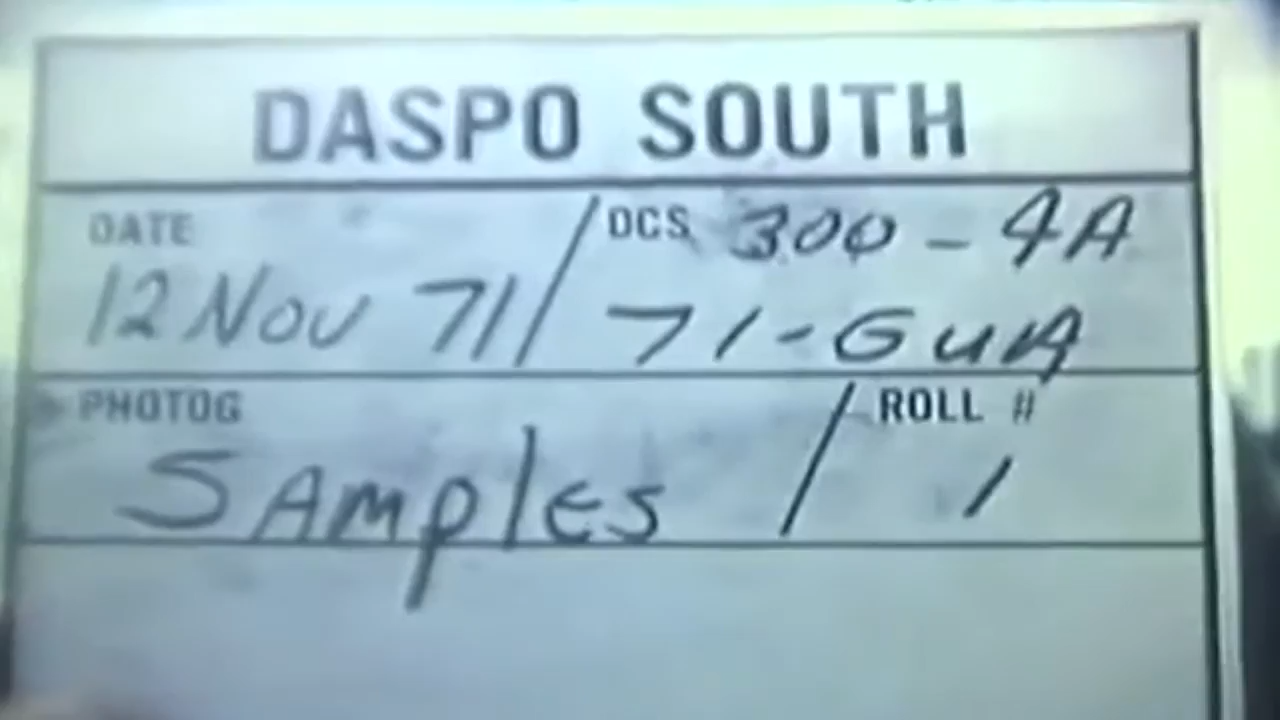 DASPO SOUTH
DATE / DCS 300-4A
12 Nov 71 / 71-GUA
PHOTOG / ROLL #
SAmples / 1